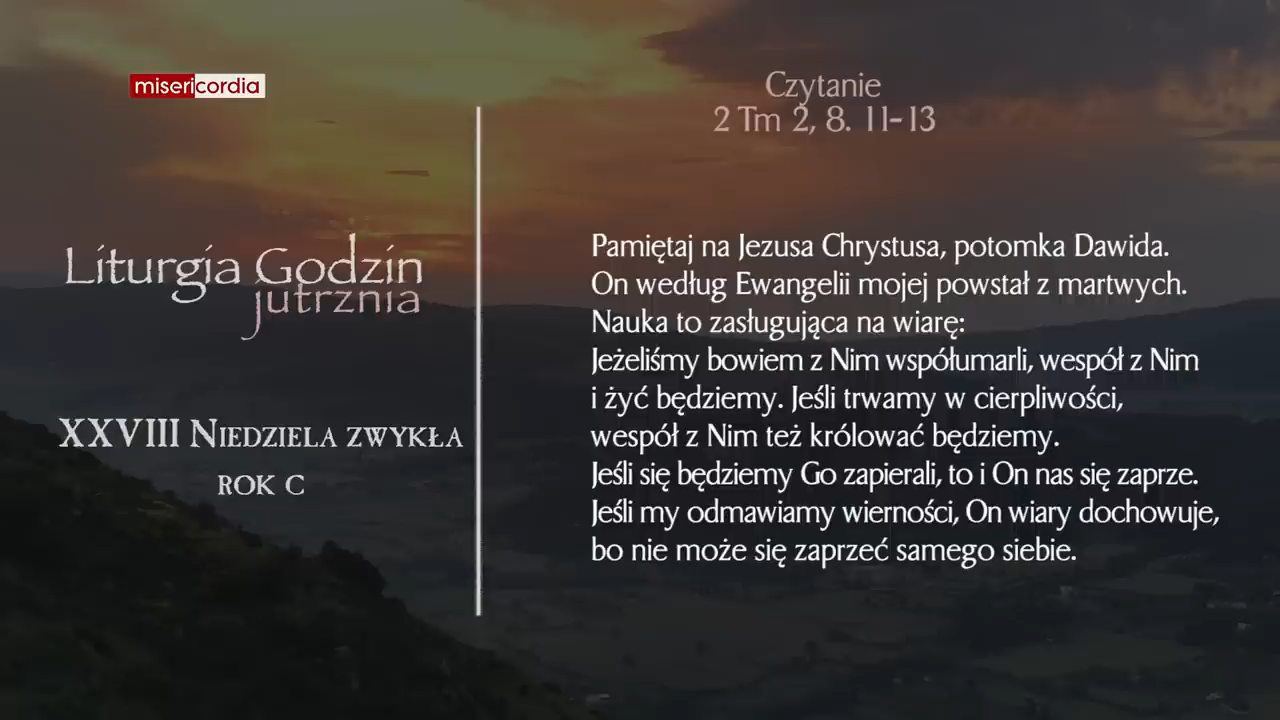 misericordia
Liturgia Godzin
jutrznia
XXVIII Niedziela zwykła
rok C
Czytanie
2 Tm 2, 8. 11-13
Pamiętaj na Jezusa Chrystusa, potomka Dawida.
On według Ewangelii mojej powstał z martwych.
Nauka to zasługująca na wiarę:
Jeżeliśmy bowiem z Nim współumarli, wespół z Nim
i żyć będziemy. Jeśli trwamy w cierpliwości,
wespół z Nim też królować będziemy.
Jeśli się będziemy Go zapierali, to i On nas się zaprze.
Jeśli my odmawiamy wierności, On wiary dochowuje,
bo nie może się zaprzeć samego siebie.